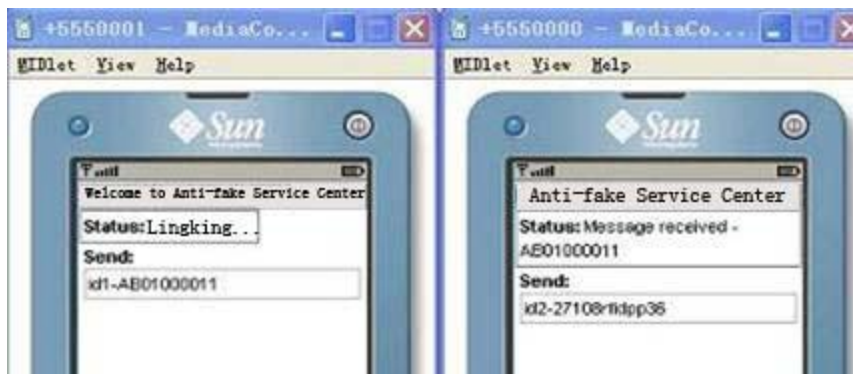 +5550001 - MediaCo...
MIDlet View Help
Sun
Welcome to Anti-fake Service Center
Status:Lingking...
Send:
id1-AB01000011
+5550000 - MediaCo...
MIDlet View Help
Sun
Anti-fake Service Center
Status:Message received -
AB01000011
Send:
id2-27108rfidpp36